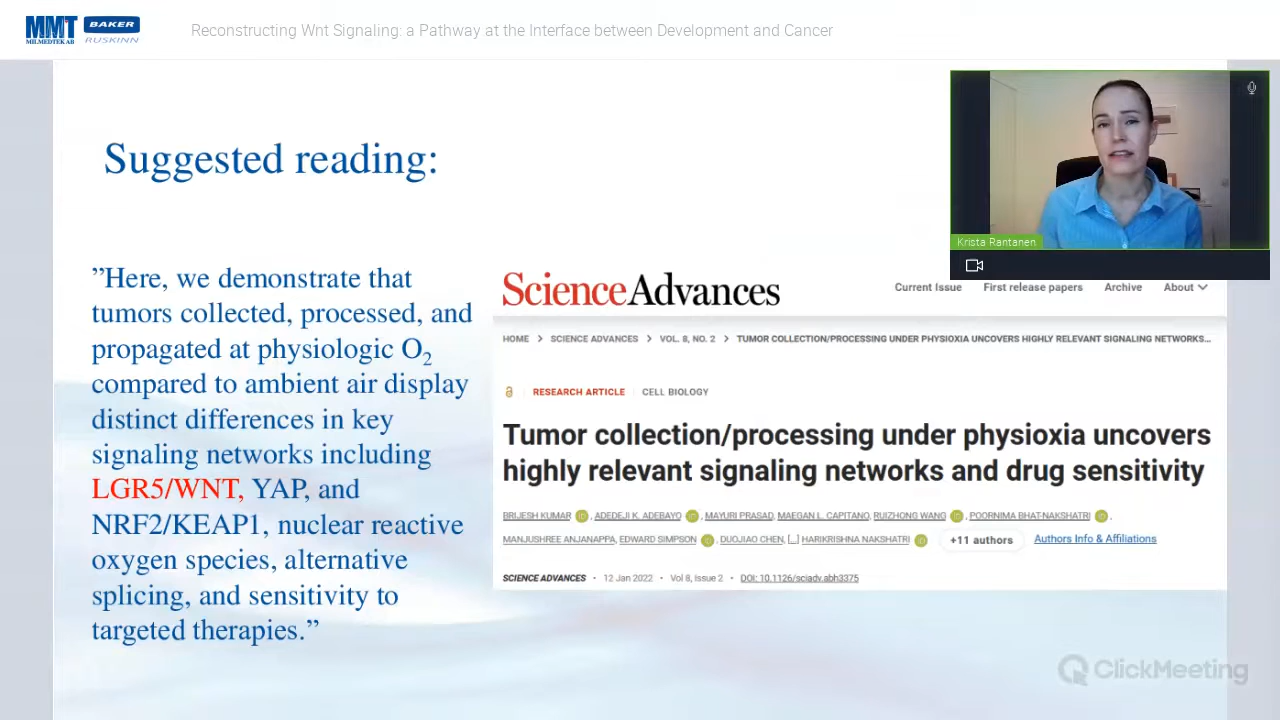 MMT
MILMEDTEK AB
BAKER
RUSKINN
Reconstructing Wnt Signaling: a Pathway at the Interface between Development and Cancer
Krista Rantanen
Suggested reading:
”Here, we demonstrate that
tumors collected, processed, and
propagated at physiologic O2
compared to ambient air display
distinct differences in key
signaling networks including
LGR5/WNT, YAP, and
NRF2/KEAP1, nuclear reactive
oxygen species, alternative
splicing, and sensitivity to
targeted therapies.”
ScienceAdvances
Current Issue First release papers Archive About
HOME > SCIENCE ADVANCES > VOL. 8, NO. 2 > TUMOR COLLECTION/PROCESSING UNDER PHYSIOXIA UNCOVERS HIGHLY RELEVANT SIGNALING NETWORKS...
RESEARCH ARTICLE CELL BIOLOGY
Tumor collection/processing under physioxia uncovers
highly relevant signaling networks and drug sensitivity
BRIJESH KUMAR, ADEDEJI K. ADEBAYO, MAYURI PRASAD, MAEGAN L. CAPITANO, RUIZHONG WANG, POORNIMA BHAT-NAKSHATRI,
MANJUSHREE ANJANAPPA, EDWARD SIMPSON, DUOJIAO CHEN, [...] HARIKRISHNA NAKSHATRI +11 authors Authors Info & Affiliations
SCIENCE ADVANCES • 12 Jan 2022 • Vol 8, Issue 2 • DOI: 10.1126/sciadv.abh3375
ClickMeeting